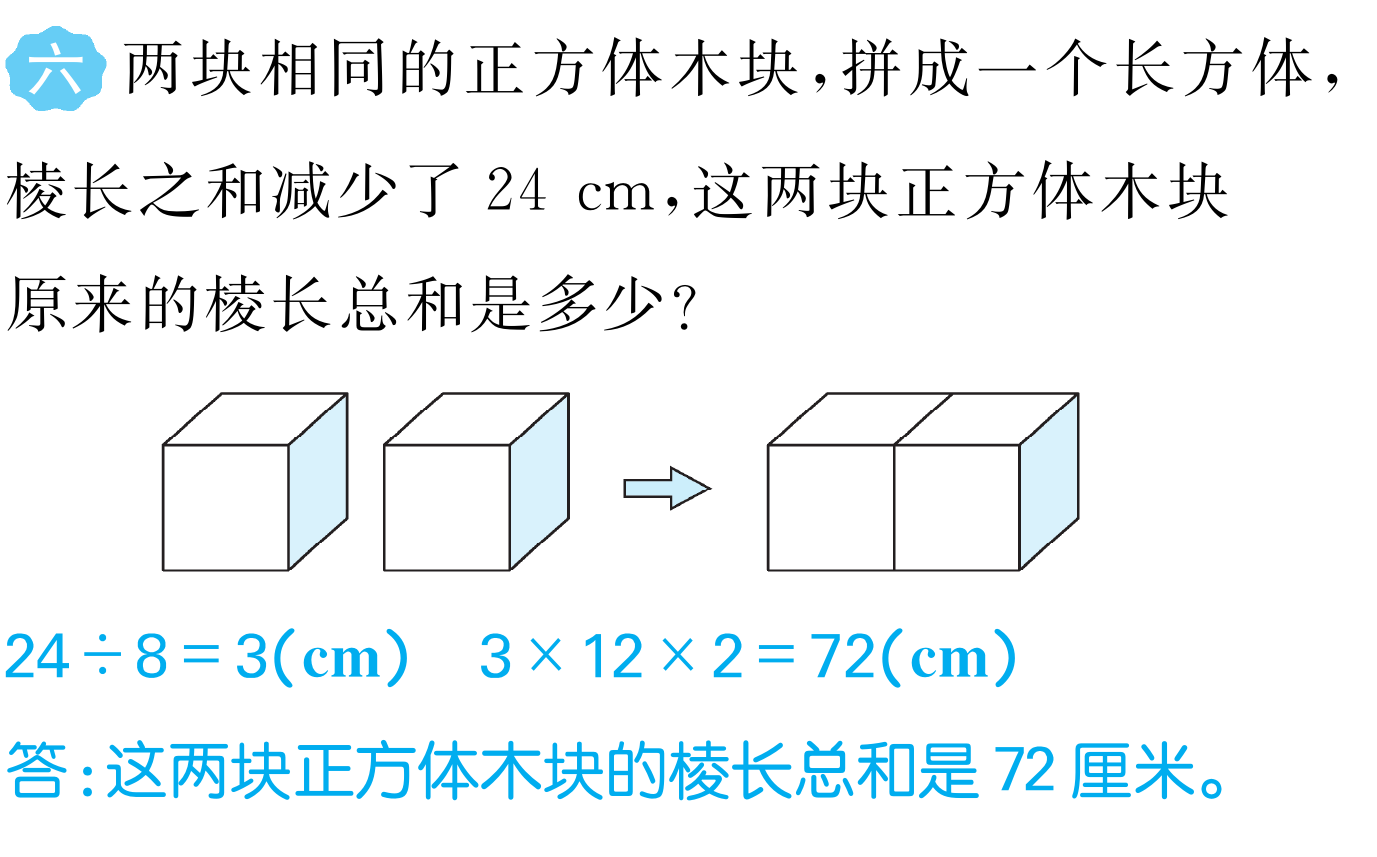 六 两块相同的正方体木块,拼成一个长方体,
棱长之和减少了 24 cm,这两块正方体木块
原来的棱长总和是多少?
24÷8=3(cm) 3×12×2=72(cm)
答:这两块正方体木块的棱长总和是 72 厘米。